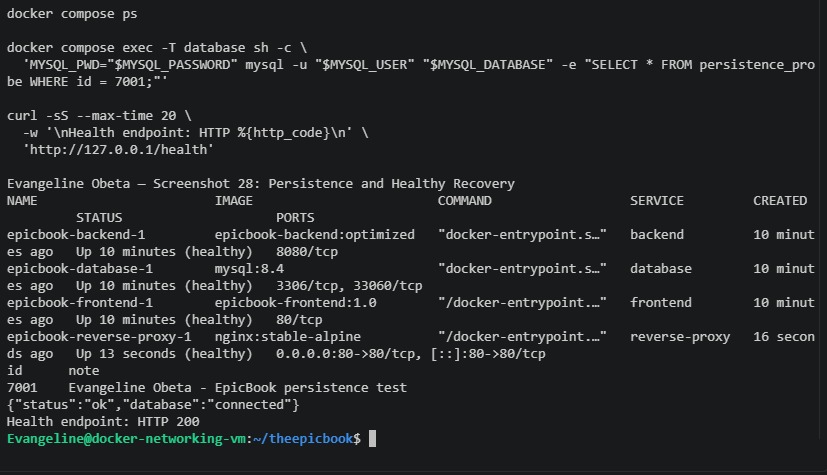 docker compose ps
docker compose exec -T database sh -c \
'MYSQL_PWD="$MYSQL_PASSWORD" mysql -u "$MYSQL_USER" "$MYSQL_DATABASE" -e "SELECT * FROM persistence_pro
be WHERE id = 7001;"'
curl -sS --max-time 20 \
-w '\nHealth endpoint: HTTP %{http_code}\n' \
'http://127.0.0.1/health'
Evangeline Obeta — Screenshot 28: Persistence and Healthy Recovery
NAME IMAGE COMMAND SERVICE CREATED
STATUS PORTS
epicbook-backend-1 epicbook-backend:optimized "docker-entrypoint.s…" backend 10 minut
es ago Up 10 minutes (healthy) 8080/tcp
epicbook-database-1 mysql:8.4 "docker-entrypoint.s…" database 10 minut
es ago Up 10 minutes (healthy) 3306/tcp, 33060/tcp
epicbook-frontend-1 epicbook-frontend:1.0 "/docker-entrypoint.…" frontend 10 minut
es ago Up 10 minutes (healthy) 80/tcp
epicbook-reverse-proxy-1 nginx:stable-alpine "/docker-entrypoint.…" reverse-proxy 16 secon
ds ago Up 13 seconds (healthy) 0.0.0.0:80->80/tcp, [::]:80->80/tcp
id note
7001 Evangeline Obeta - EpicBook persistence test
{"status":"ok","database":"connected"}
Health endpoint: HTTP 200
Evangeline@docker-networking-vm:~/theepicbook$